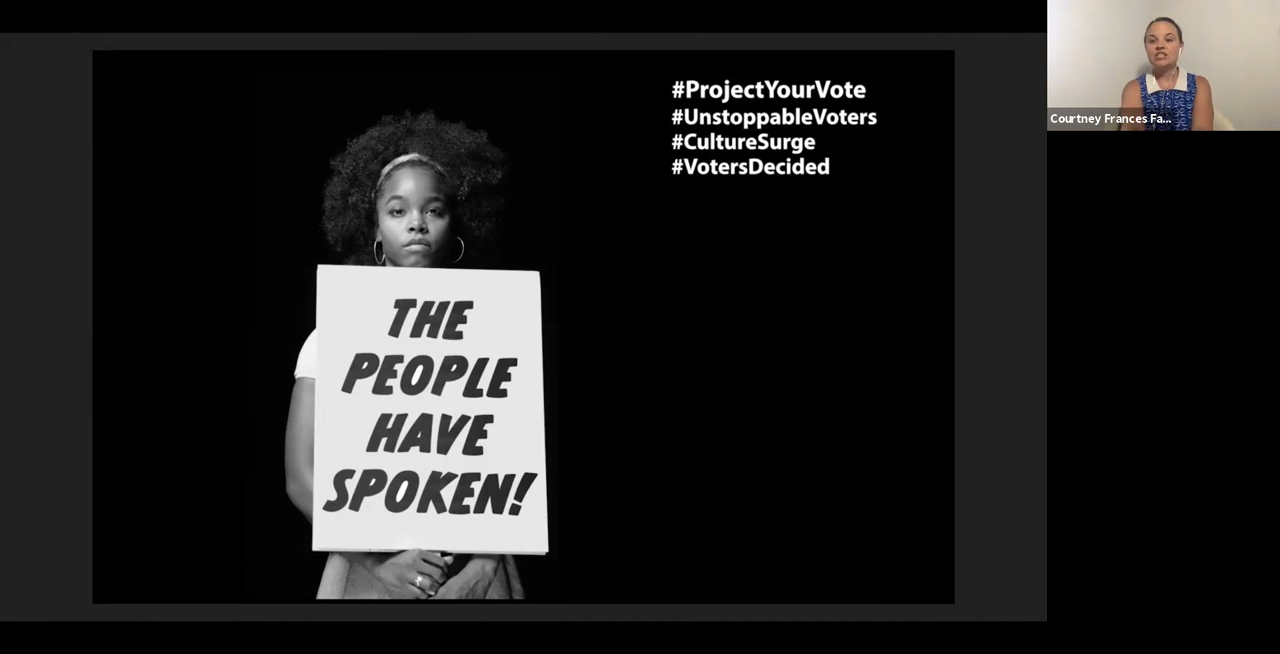 #ProjectYourVote
#UnstoppableVoters
#CultureSurge
#VotersDecided
THE
PEOPLE
HAVE
SPOKEN!
Courtney Frances Fa...